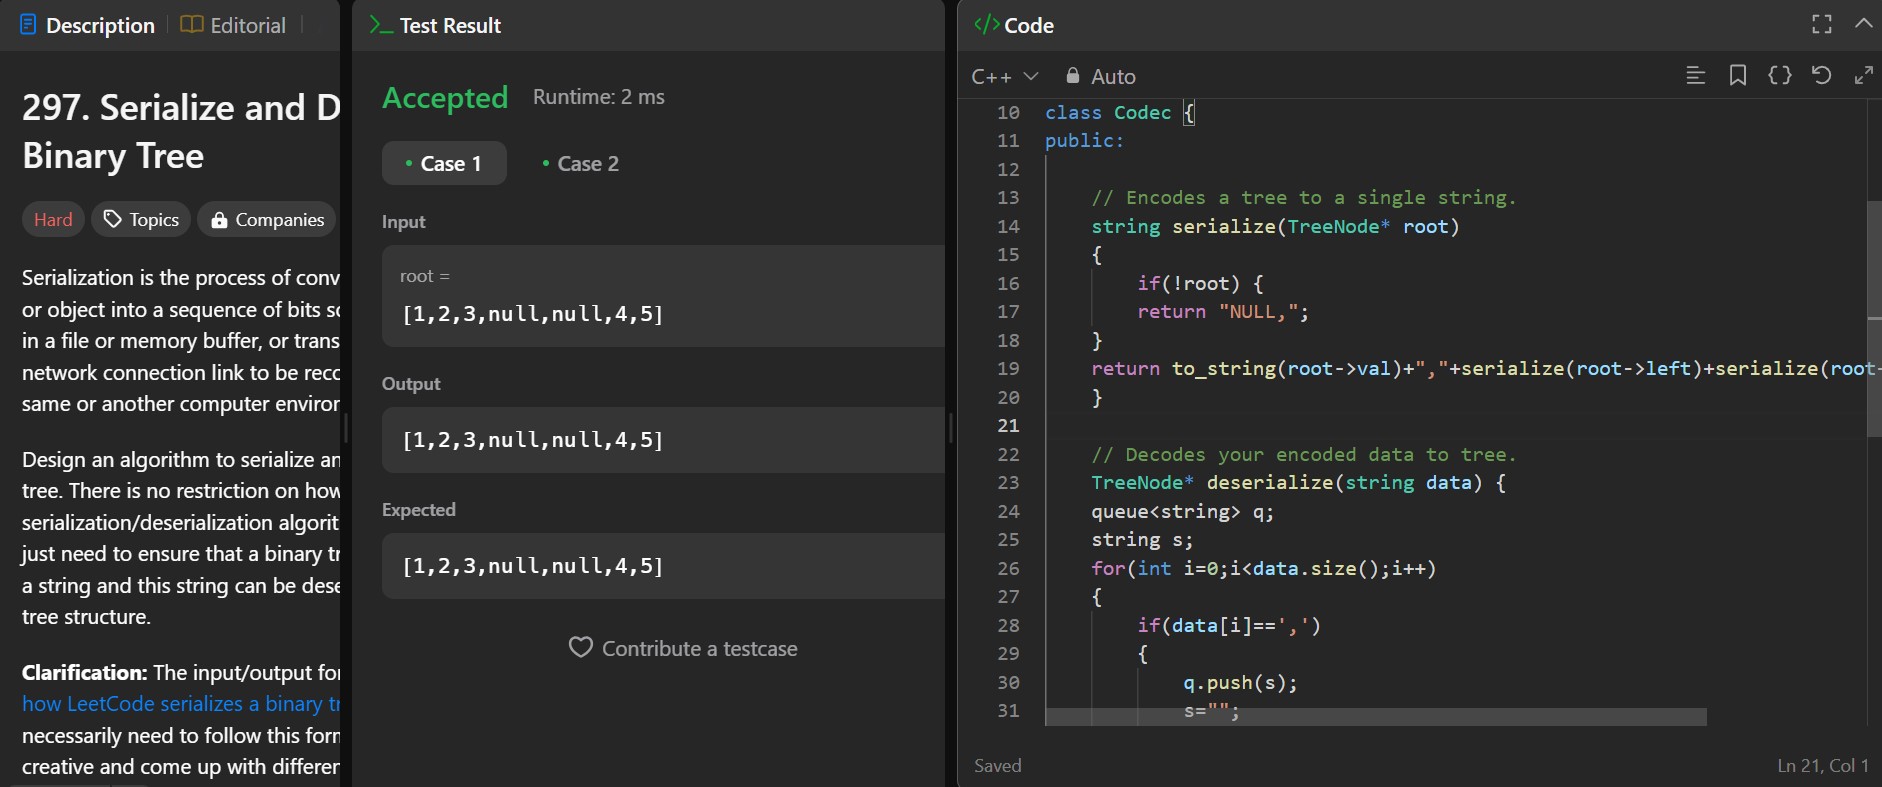 Description
Editorial
297. Serialize and D
Binary Tree
Hard
Topics
Companies
Serialization is the process of conv
or object into a sequence of bits so
in a file or memory buffer, or trans
network connection link to be reco
same or another computer enviror
Design an algorithm to serialize an
tree. There is no restriction on how
serialization/deserialization algorit
just need to ensure that a binary tr
a string and this string can be dese
tree structure.
Clarification: The input/output for
how LeetCode serializes a binary tr
necessarily need to follow this form
creative and come up with differen
Test Result
Accepted Runtime: 2 ms
Case 1
Case 2
Input
root =
[1,2,3,null,null,4,5]
Output
[1,2,3,null,null,4,5]
Expected
[1,2,3,null,null,4,5]
Contribute a testcase
</> Code
C++ Auto
10 class Codec {
11 public:
12
13 // Encodes a tree to a single string.
14 string serialize(TreeNode* root)
15 {
16 if(!root) {
17 return "NULL,";
18 }
19 return to_string(root->val)+","+serialize(root->left)+serialize(root-
20 }
21
22 // Decodes your encoded data to tree.
23 TreeNode* deserialize(string data) {
24 queue<string> q;
25 string s;
26 for(int i=0;i<data.size();i++)
27 {
28 if(data[i]==',')
29 {
30 q.push(s);
31 s="";
Saved
Ln 21, Col 1